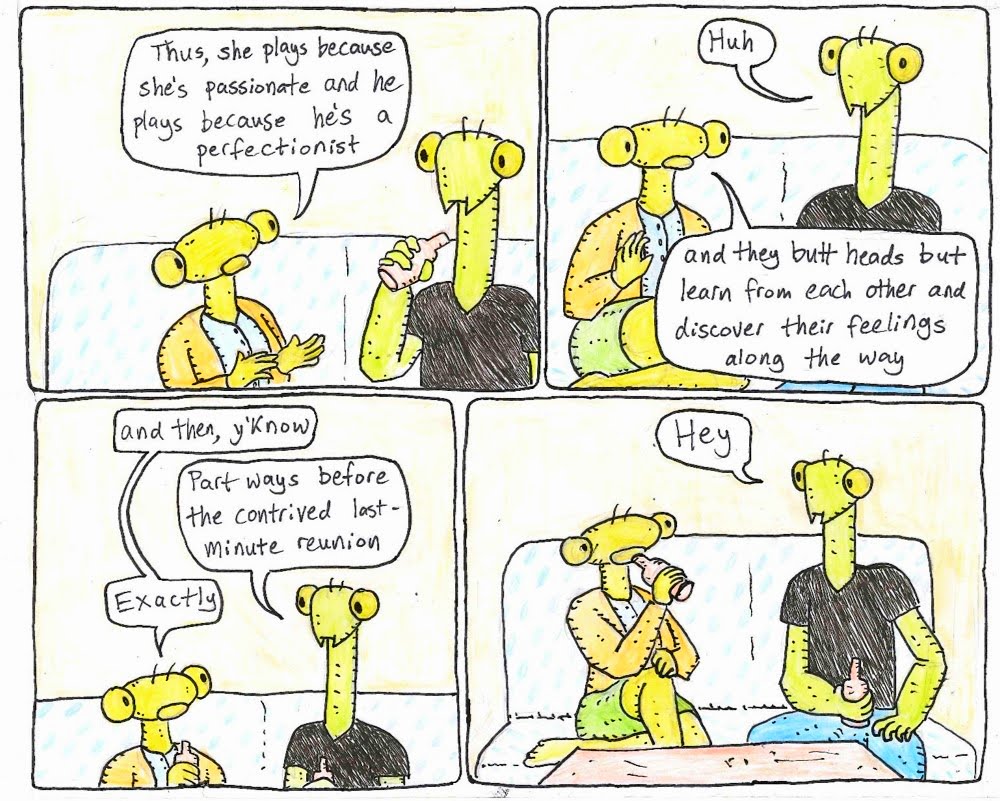 Thus, she plays because
she's passionate and he
plays because he's a
perfectionist
Huh
and they butt heads but
learn from each other and
discover their feelings
along the way
and then, y'know
Part ways before
the contrived last-
minute reunion
Exactly
Hey